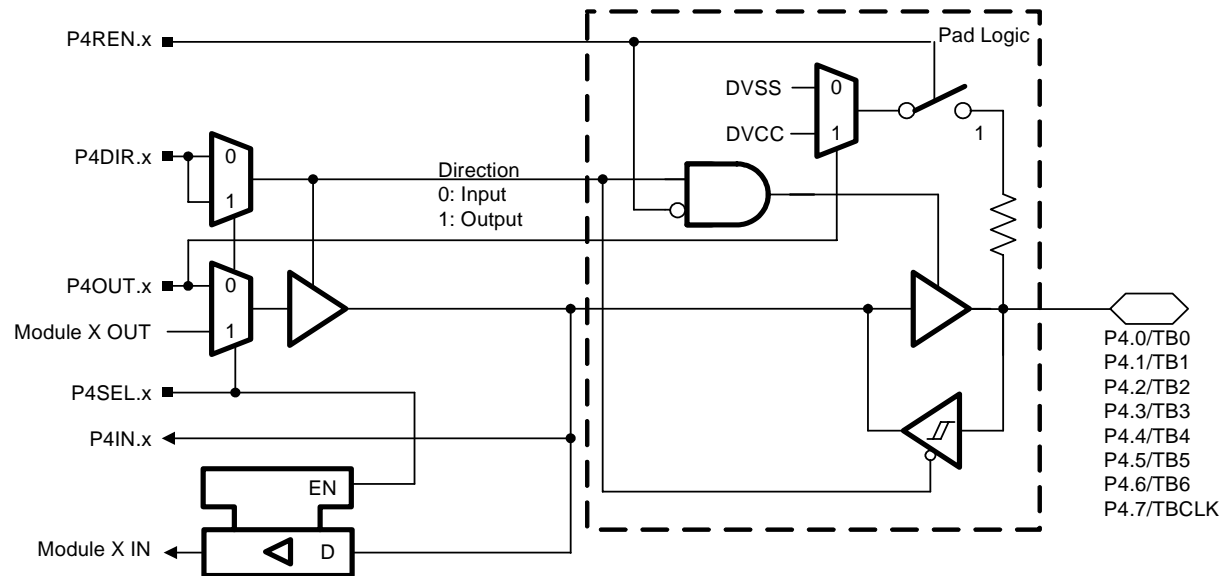 P4REN.x
Pad Logic
DVSS
0
DVCC
1
1
P4DIR.x
0
1
Direction
0: Input
1: Output
P4OUT.x
0
Module X OUT
1
P4SEL.x
P4IN.x
EN
Module X IN
D
P4.0/TB0
P4.1/TB1
P4.2/TB2
P4.3/TB3
P4.4/TB4
P4.5/TB5
P4.6/TB6
P4.7/TBCLK